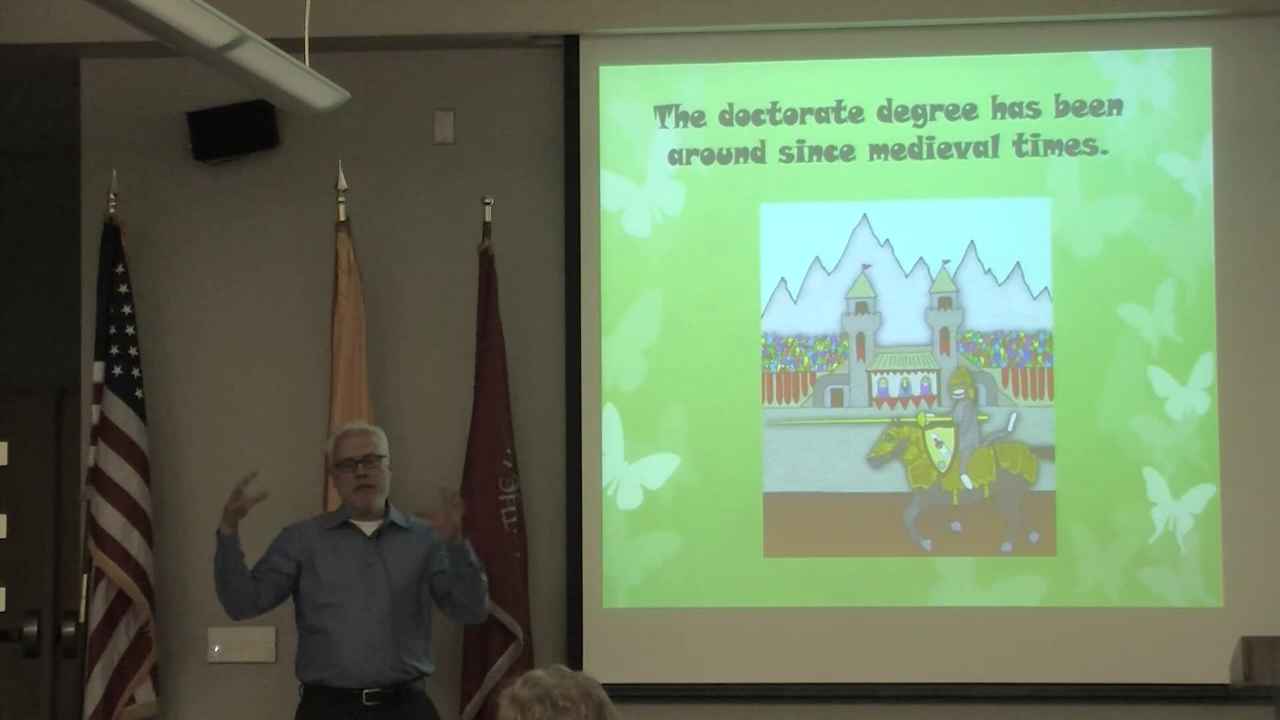 The doctorate degree has been
around since medieval times.